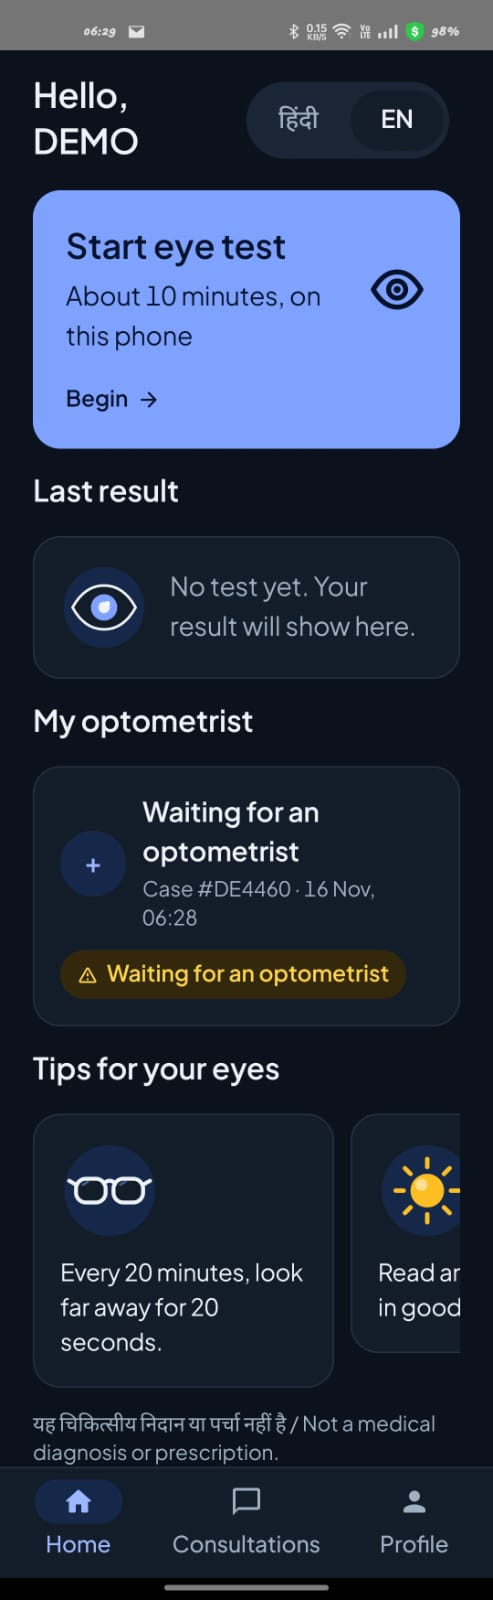 06:29
0.15 KB/S
Vo LTE
98%
Hello,
DEMO
हिंदी
EN
Start eye test
About 10 minutes, on
this phone
Begin →
Last result
No test yet. Your
result will show here.
My optometrist
Waiting for an
optometrist
Case #DE4460 · 16 Nov,
06:28
Waiting for an optometrist
Tips for your eyes
Every 20 minutes, look
far away for 20
seconds.
Read ar
in good
यह चिकित्सीय निदान या पर्चा नहीं है / Not a medical
diagnosis or prescription.
Home
Consultations
Profile